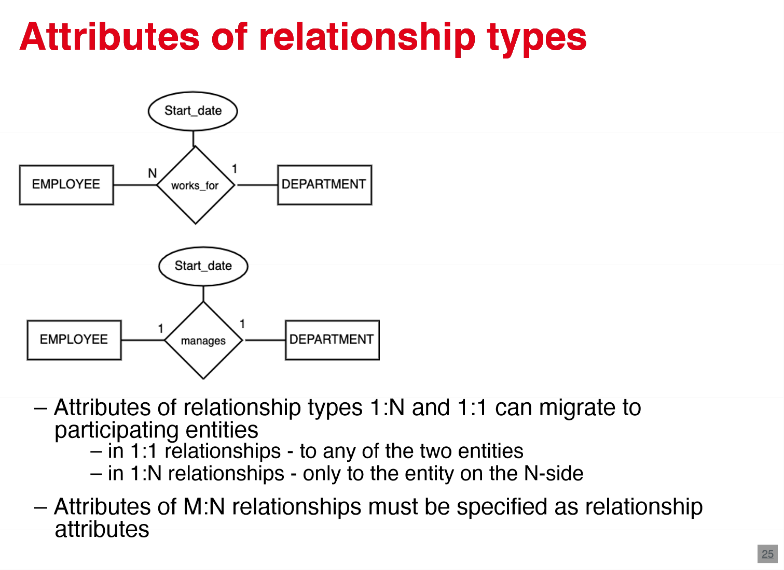 Attributes of relationship types
Start_date
N
1
EMPLOYEE
works_for
DEPARTMENT
Start_date
1
1
EMPLOYEE
manages
DEPARTMENT
– Attributes of relationship types 1:N and 1:1 can migrate to
participating entities
– in 1:1 relationships - to any of the two entities
– in 1:N relationships - only to the entity on the N-side
– Attributes of M:N relationships must be specified as relationship
attributes
25